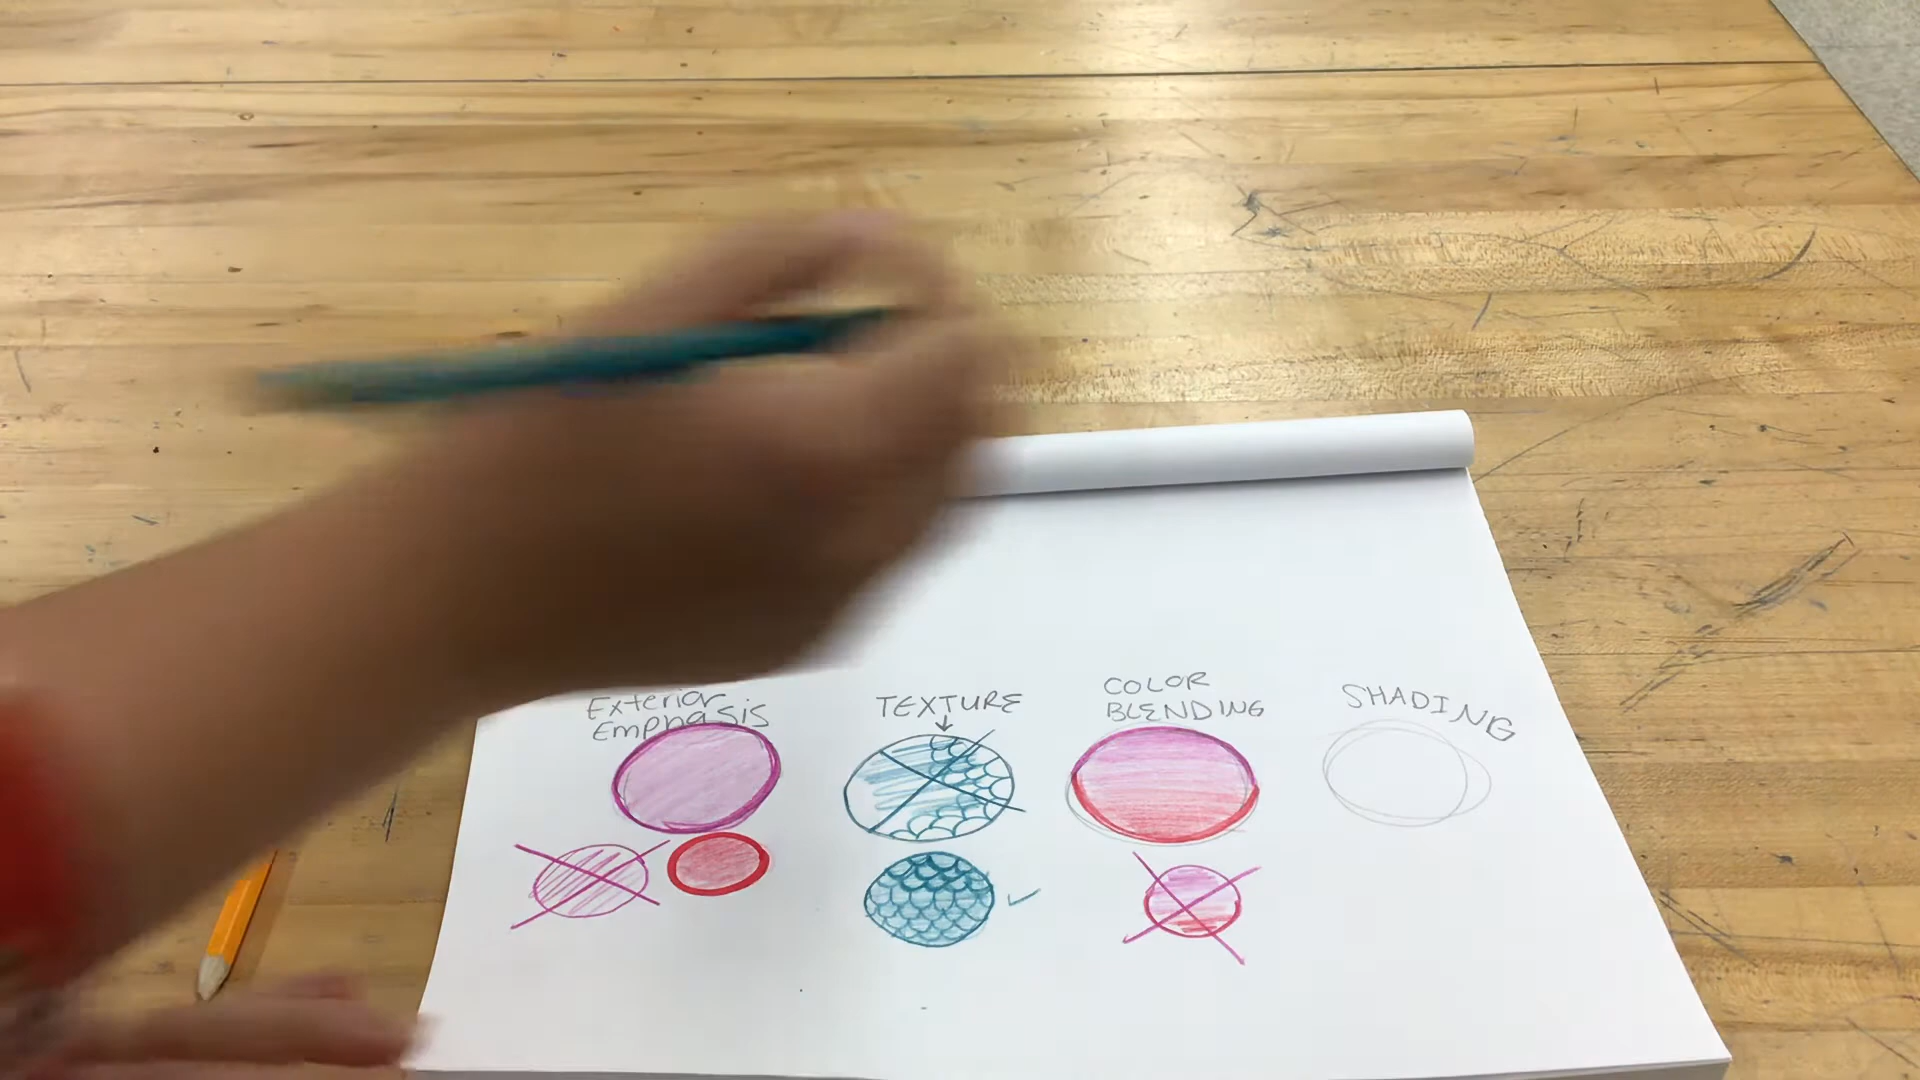 Exterior
Emphasis
TEXTURE
COLOR
BLENDING
SHADING